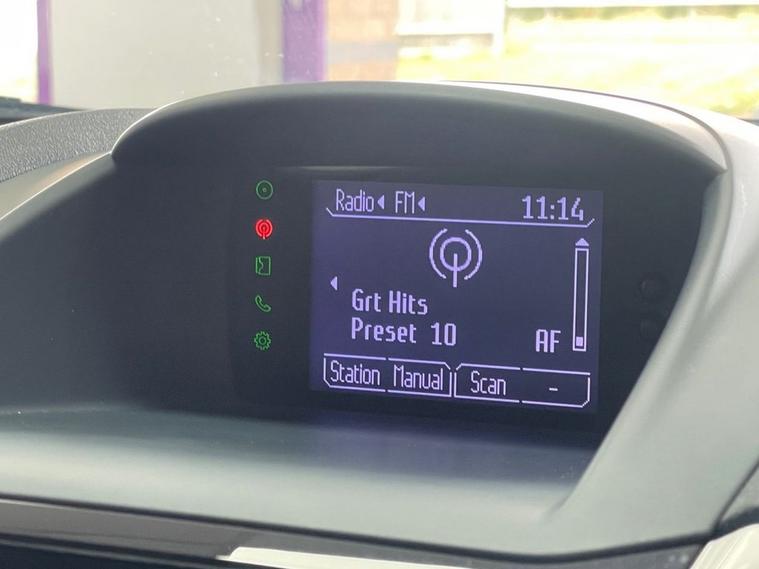 Radio FM 11:14
Grt Hits
Preset 10 AF
Station Manual Scan -